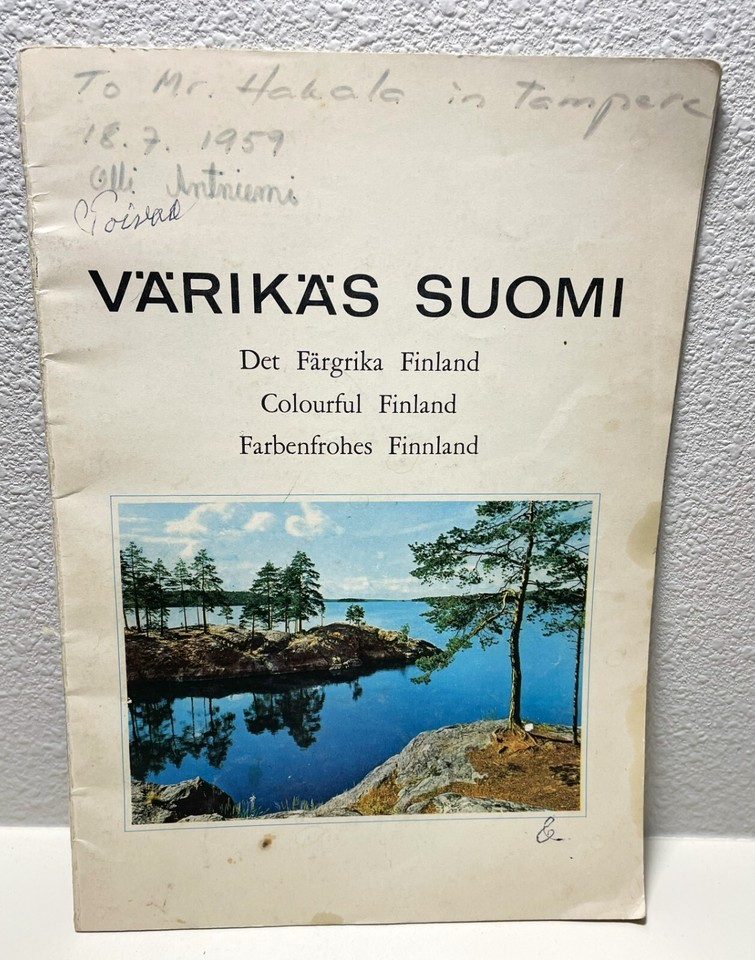 To Mr. Hakala in Tampere
18.7. 1959
Olli Antniemi
VÄRIKÄS SUOMI
Det Färgrika Finland
Colourful Finland
Farbenfrohes Finnland